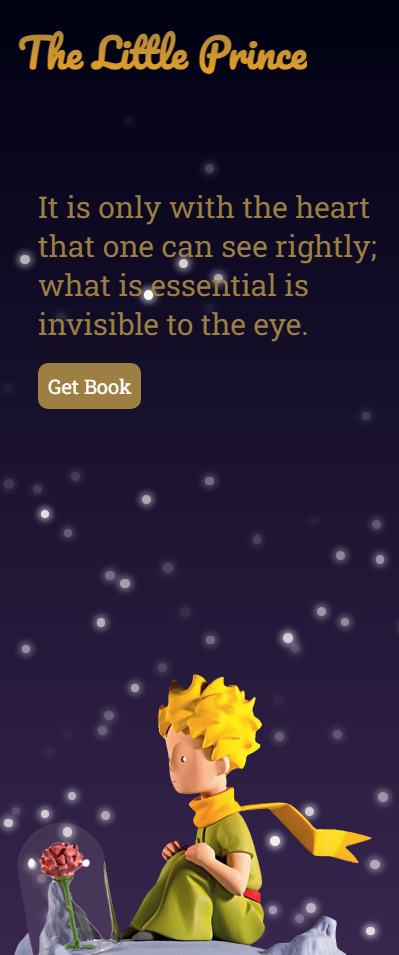 The Little Prince
It is only with the heart
that one can see rightly;
what is essential is
invisible to the eye.
Get Book